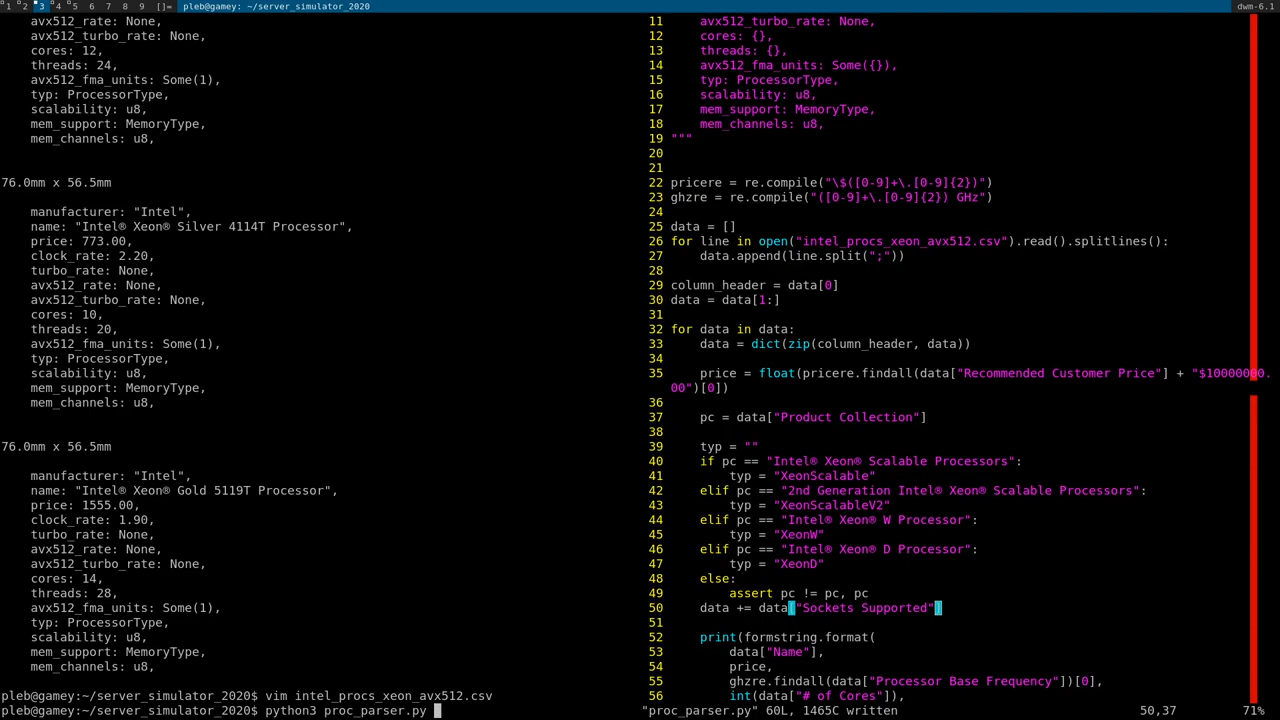 1 2 3 4 5 6 7 8 9 []= pleb@gamey: ~/server_simulator_2020 dwm-6.1
avx512_rate: None,
avx512_turbo_rate: None,
cores: 12,
threads: 24,
avx512_fma_units: Some(1),
typ: ProcessorType,
scalability: u8,
mem_support: MemoryType,
mem_channels: u8,
76.0mm x 56.5mm
manufacturer: "Intel",
name: "Intel® Xeon® Silver 4114T Processor",
price: 773.00,
clock_rate: 2.20,
turbo_rate: None,
avx512_rate: None,
avx512_turbo_rate: None,
cores: 10,
threads: 20,
avx512_fma_units: Some(1),
typ: ProcessorType,
scalability: u8,
mem_support: MemoryType,
mem_channels: u8,
76.0mm x 56.5mm
manufacturer: "Intel",
name: "Intel® Xeon® Gold 5119T Processor",
price: 1555.00,
clock_rate: 1.90,
turbo_rate: None,
avx512_rate: None,
avx512_turbo_rate: None,
cores: 14,
threads: 28,
avx512_fma_units: Some(1),
typ: ProcessorType,
scalability: u8,
mem_support: MemoryType,
mem_channels: u8,
pleb@gamey:~/server_simulator_2020$ vim intel_procs_xeon_avx512.csv
pleb@gamey:~/server_simulator_2020$ python3 proc_parser.py
11 avx512_turbo_rate: None,
12 cores: {},
13 threads: {},
14 avx512_fma_units: Some({}),
15 typ: ProcessorType,
16 scalability: u8,
17 mem_support: MemoryType,
18 mem_channels: u8,
19 """
20
21
22 pricere = re.compile("\$([0-9]+\.[0-9]{2})")
23 ghzre = re.compile("([0-9]+\.[0-9]{2}) GHz")
24
25 data = []
26 for line in open("intel_procs_xeon_avx512.csv").read().splitlines():
27 data.append(line.split(";"))
28
29 column_header = data[0]
30 data = data[1:]
31
32 for data in data:
33 data = dict(zip(column_header, data))
34
35 price = float(pricere.findall(data["Recommended Customer Price"] + "$10000000.
00")[0])
36
37 pc = data["Product Collection"]
38
39 typ = ""
40 if pc == "Intel® Xeon® Scalable Processors":
41 typ = "XeonScalable"
42 elif pc == "2nd Generation Intel® Xeon® Scalable Processors":
43 typ = "XeonScalableV2"
44 elif pc == "Intel® Xeon® W Processor":
45 typ = "XeonW"
46 elif pc == "Intel® Xeon® D Processor":
47 typ = "XeonD"
48 else:
49 assert pc != pc, pc
50 data += data["Sockets Supported"]
51
52 print(formstring.format(
53 data["Name"],
54 price,
55 ghzre.findall(data["Processor Base Frequency"])[0],
56 int(data["# of Cores"]),
"proc_parser.py" 60L, 1465C written 50,37 71%